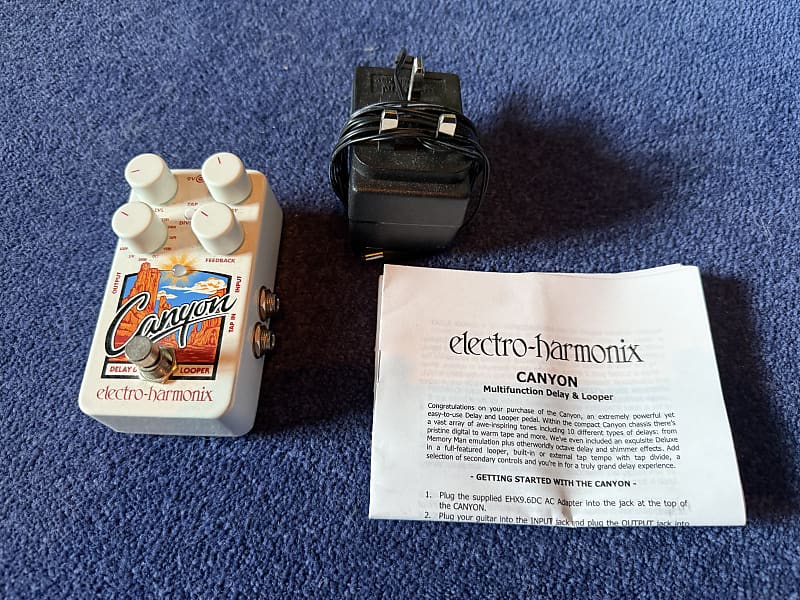 9V
TAP
LVL
DIVIDE
FEEDBACK
OUTPUT
INPUT
TAP IN
Canyon
DELAY
LOOPER
electro-harmonix
electro-harmonix
CANYON
Multifunction Delay & Looper
Congratulations on your purchase of the Canyon, an extremely powerful yet
easy-to-use Delay and Looper pedal. Within the compact Canyon chassis there's
a vast array of awe-inspiring tones including 10 different types of delays: from
pristine digital to warm tape and more. We've even included an exquisite Deluxe
Memory Man emulation plus otherworldly octave delay and shimmer effects. Add
in a full-featured looper, built-in or external tap tempo with tap divide, a
selection of secondary controls and you're in for a truly grand delay experience.
- GETTING STARTED WITH THE CANYON -
1. Plug the supplied EHX9.6DC AC Adapter into the jack at the top of
the CANYON.
2. Plug your guitar into the INPUT jack and plug the OUTPUT jack into